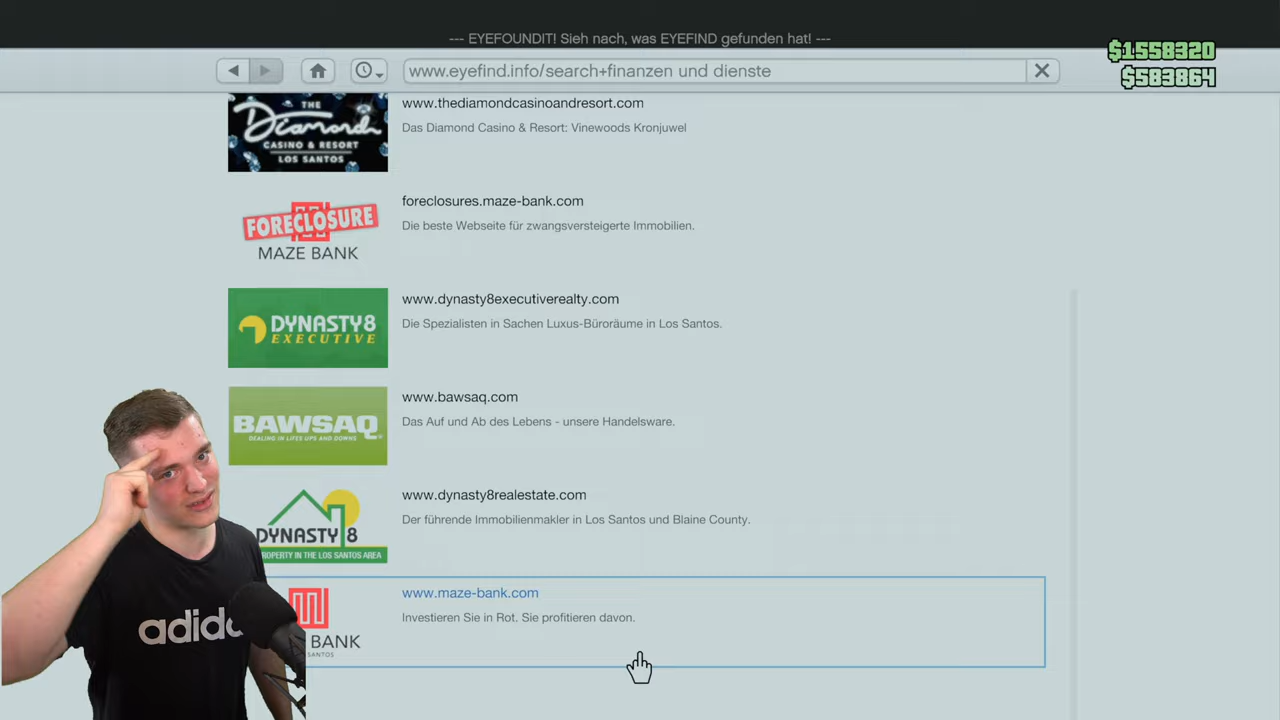 --- EYEFOUNDIT! Sieh nach, was EYEFIND gefunden hat! ---
$1558320
$583864
www.eyefind.info/search+finanzen und dienste
THE
Diamond
CASINO & RESORT
LOS SANTOS
www.thediamondcasinoandresort.com
Das Diamond Casino & Resort: Vinewoods Kronjuwel
FORECLOSURE
MAZE BANK
foreclosures.maze-bank.com
Die beste Webseite für zwangsversteigerte Immobilien.
DYNASTY8
EXECUTIVE
www.dynasty8executiverealty.com
Die Spezialisten in Sachen Luxus-Büroräume in Los Santos.
BAWSAQ
DEALING IN LIFES UPS AND DOWNS
www.bawsaq.com
Das Auf und Ab des Lebens - unsere Handelsware.
DYNASTY 8
PROPERTY IN THE LOS SANTOS AREA
www.dynasty8realestate.com
Der führende Immobilienmakler in Los Santos und Blaine County.
BANK
SANTOS
www.maze-bank.com
Investieren Sie in Rot. Sie profitieren davon.